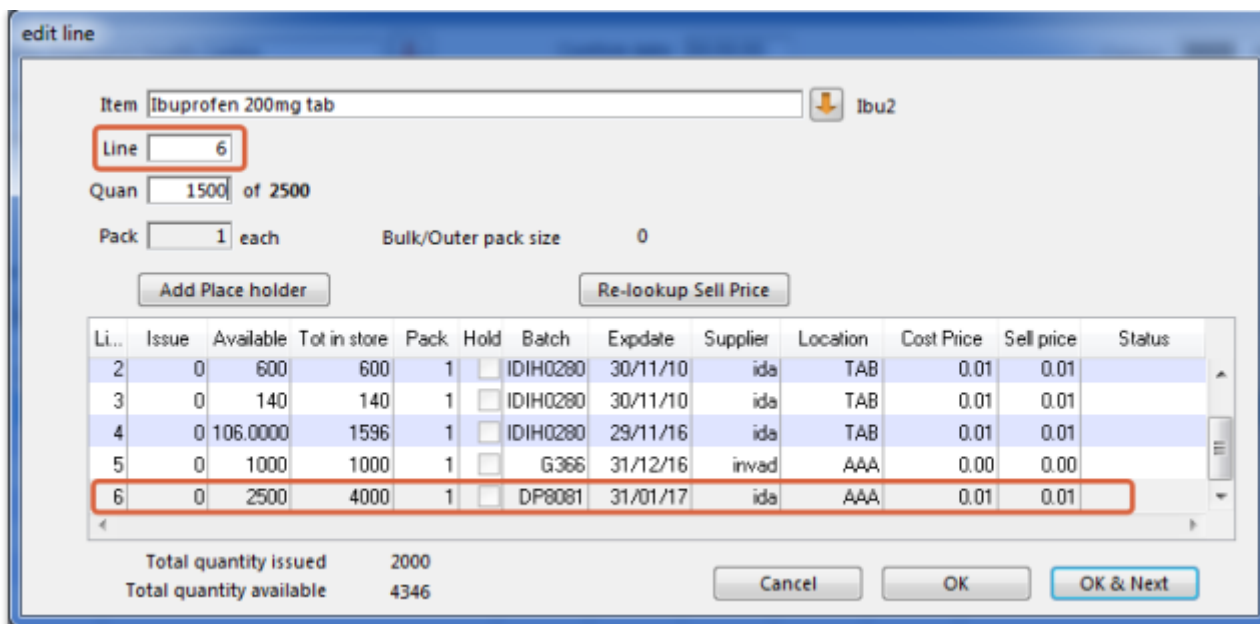 edit line
Item Ibuprofen 200mg tab Ibu2
Line 6
Quan 1500 of 2500
Pack 1 each Bulk/Outer pack size 0
Add Place holder Re-lookup Sell Price
Li... Issue Available Tot in store Pack Hold Batch Expdate Supplier Location Cost Price Sell price Status
2 0 600 600 1 IDIH0280 30/11/10 ida TAB 0.01 0.01
3 0 140 140 1 IDIH0280 30/11/10 ida TAB 0.01 0.01
4 0 106.0000 1596 1 IDIH0280 29/11/16 ida TAB 0.01 0.01
5 0 1000 1000 1 G366 31/12/16 invad AAA 0.00 0.00
6 0 2500 4000 1 DP8081 31/01/17 ida AAA 0.01 0.01
Total quantity issued 2000
Total quantity available 4346
Cancel OK OK & Next